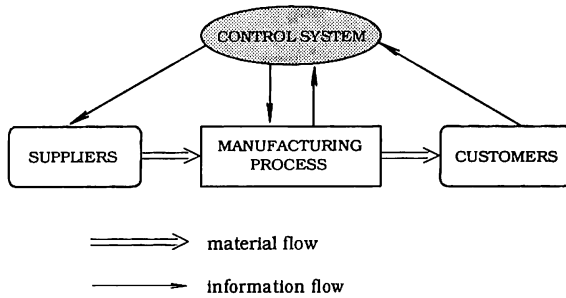 CONTROL SYSTEM
SUPPLIERS
MANUFACTURING
PROCESS
CUSTOMERS
material flow
information flow